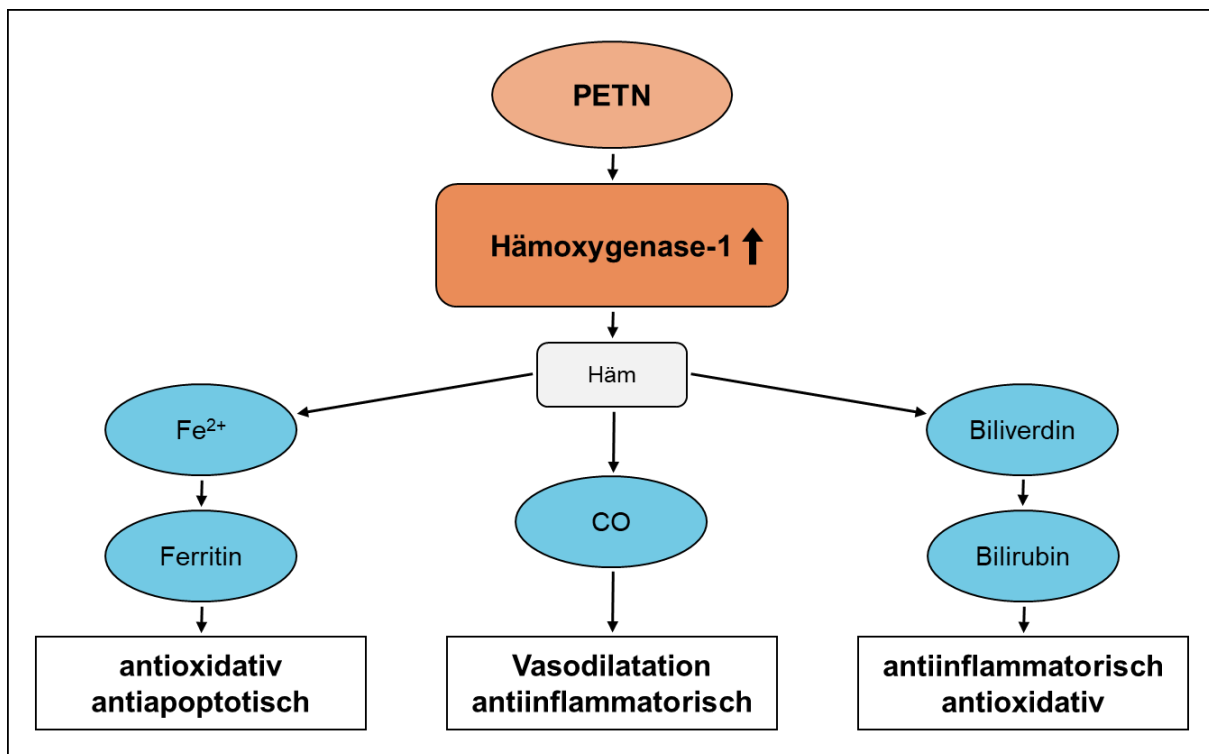 PETN
Hämoxygenase-1
Häm
Fe²⁺
Biliverdin
CO
Ferritin
Bilirubin
antioxidativ
antiapoptotisch
Vasodilatation
antiinflammatorisch
antiinflammatorisch
antioxidativ